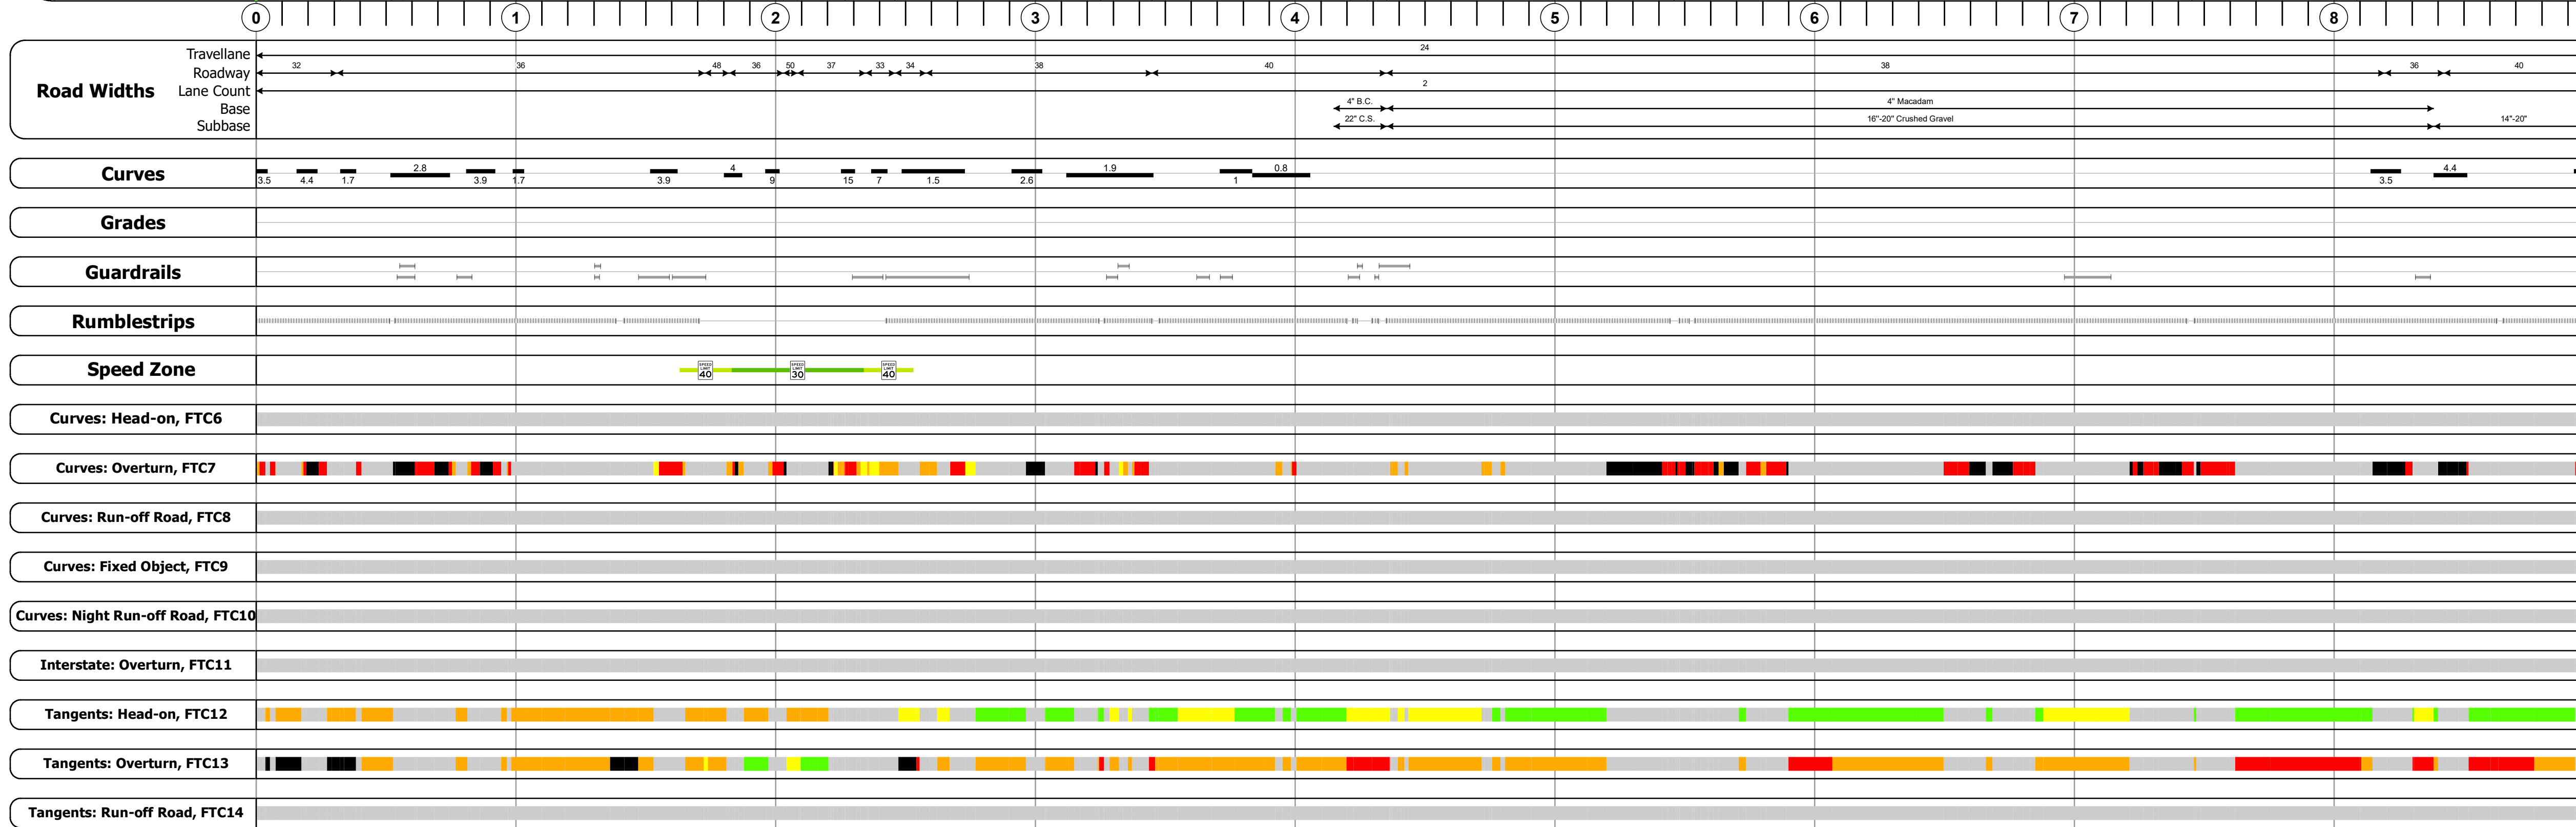 0 1 2 3 4 5 6 7 8
Travellane 24
Roadway 32 36 48 36 50 37 33 34 38 40 38 36 40
Road Widths Lane Count 2
Base 4" B.C. 4" Macadam
Subbase 22" C.S. 16"-20" Crushed Gravel 14"-20"
Curves 2.8 4 1.9 0.8 4.4
3.5 4.4 1.7 3.9 1.7 3.9 9 15 7 1.5 2.6 1 3.5
Grades
Guardrails
Rumblestrips
Speed Zone SPEED LIMIT 40 SPEED LIMIT 30 SPEED LIMIT 40
Curves: Head-on, FTC6
Curves: Overturn, FTC7
Curves: Run-off Road, FTC8
Curves: Fixed Object, FTC9
Curves: Night Run-off Road, FTC10
Interstate: Overturn, FTC11
Tangents: Head-on, FTC12
Tangents: Overturn, FTC13
Tangents: Run-off Road, FTC14